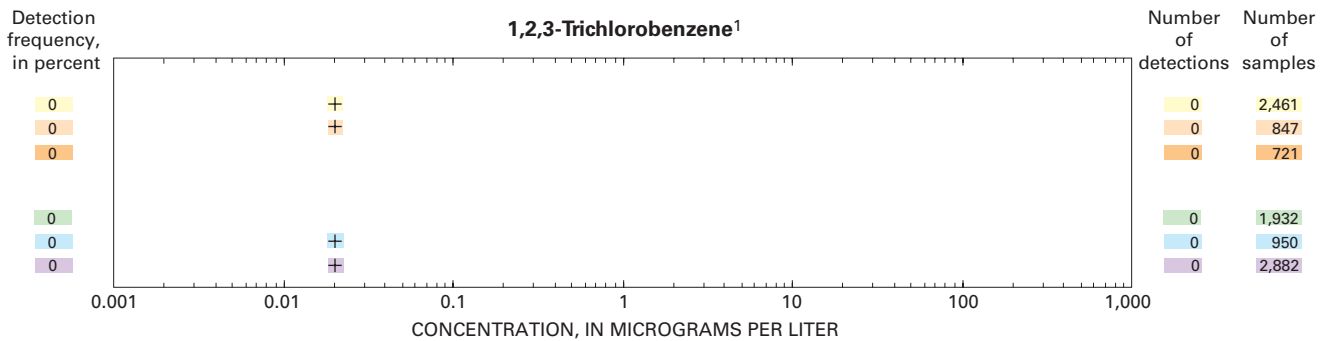 Detection
frequency,
in percent
1,2,3-Trichlorobenzene¹
Number
of
detections
Number
of
samples
0 0 2,461
0 0 847
0 0 721
0 0 1,932
0 0 950
0 0 2,882
0.001 0.01 0.1 1 10 100 1,000
CONCENTRATION, IN MICROGRAMS PER LITER